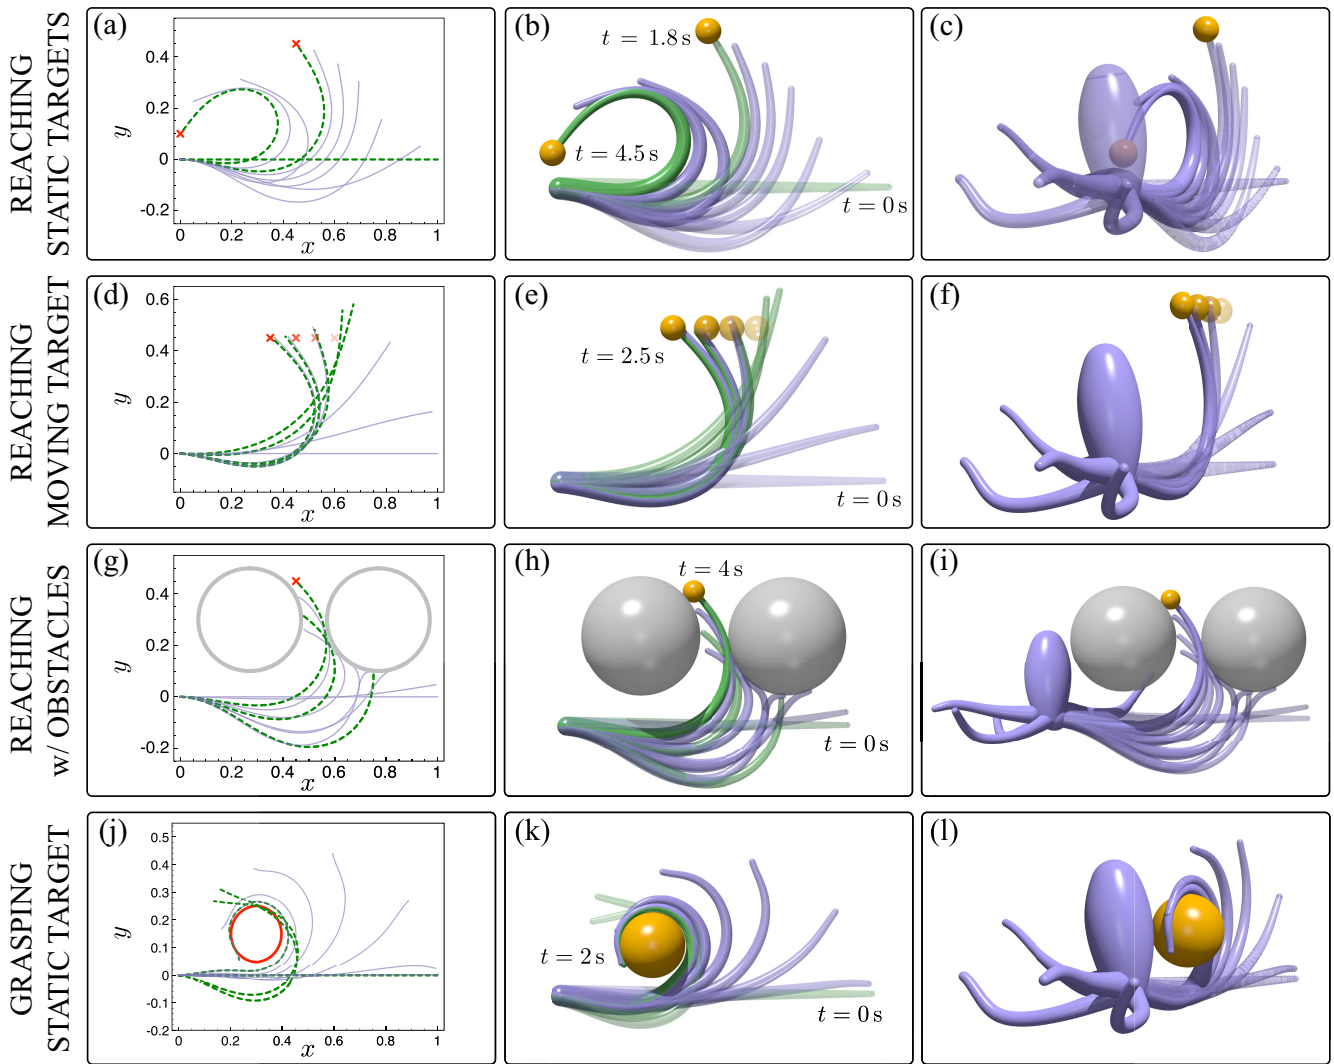 REACHING
STATIC TARGETS
(a)
0.4
0.2
0
-0.2
y
0 0.2 0.4 0.6 0.8 1
x
(b)
t = 1.8 s
t = 4.5 s
t = 0 s
(c)
REACHING
MOVING TARGET
(d)
0.6
0.4
0.2
0
y
0 0.2 0.4 0.6 0.8 1
x
(e)
t = 2.5 s
t = 0 s
(f)
REACHING
w/ OBSTACLES
(g)
0.4
0.2
0
-0.2
y
0 0.2 0.4 0.6 0.8 1
x
(h)
t = 4 s
t = 0 s
(i)
GRASPING
STATIC TARGET
(j)
0.5
0.4
0.3
0.2
0.1
0
-0.1
-0.2
y
0 0.2 0.4 0.6 0.8 1
x
(k)
t = 2 s
t = 0 s
(l)